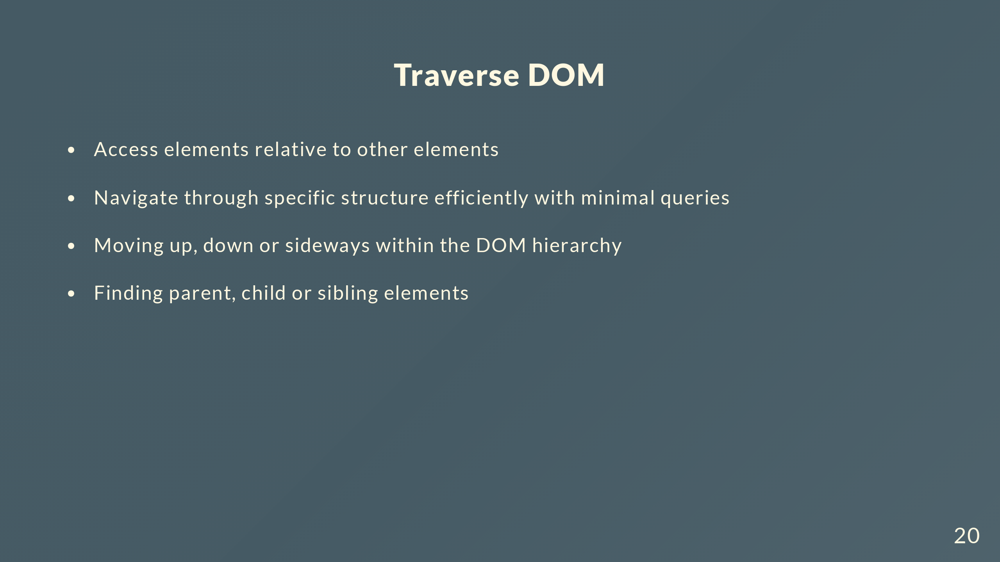 Traverse DOM
• Access elements relative to other elements
• Navigate through specific structure efficiently with minimal queries
• Moving up, down or sideways within the DOM hierarchy
• Finding parent, child or sibling elements
20